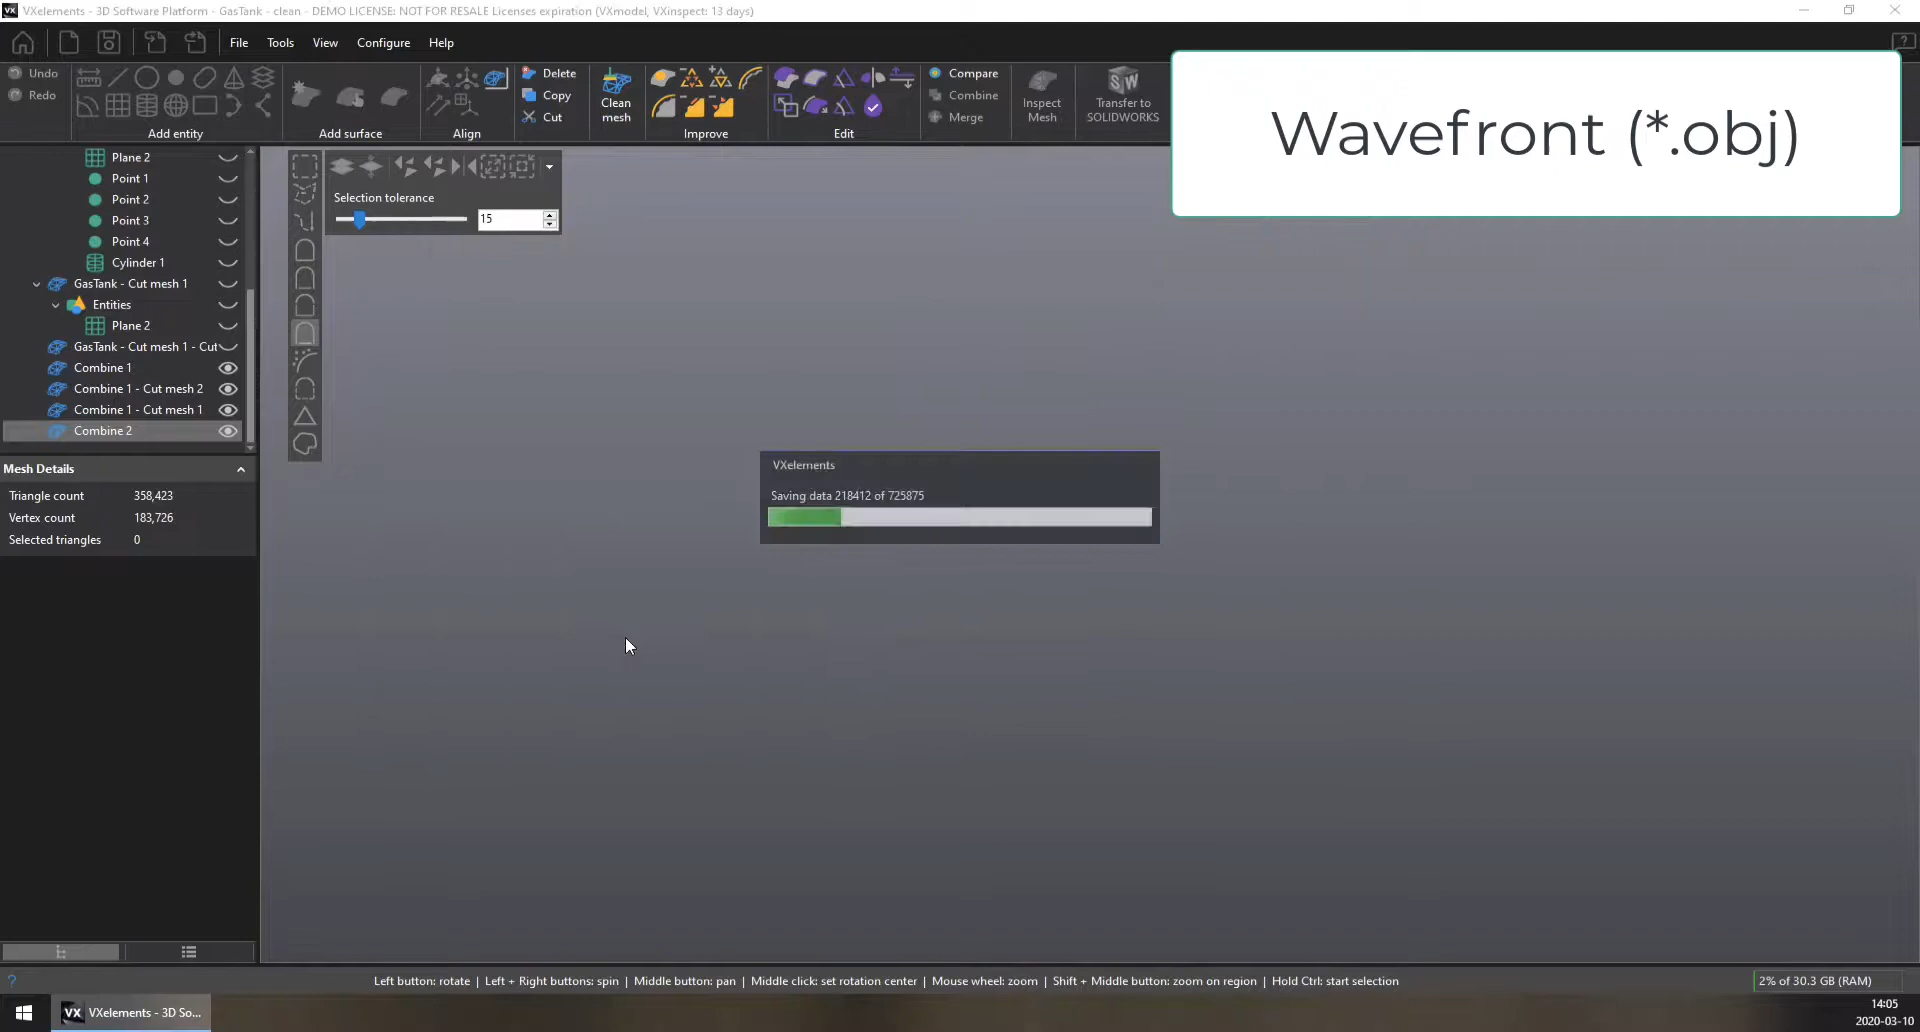 VXelements - 3D Software Platform - GasTank - clean - DEMO LICENSE: NOT FOR RESALE Licenses expiration (VXmodel, VXinspect: 13 days)
File Tools View Configure Help
Undo
Redo
Add entity
Add surface
Align
Delete
Copy
Cut
Clean
mesh
Improve
Edit
Compare
Combine
Merge
Inspect
Mesh
Transfer to
SOLIDWORKS
Wavefront (*.obj)
Plane 2
Point 1
Point 2
Point 3
Point 4
Cylinder 1
GasTank - Cut mesh 1
Entities
Plane 2
GasTank - Cut mesh 1 - Cut
Combine 1
Combine 1 - Cut mesh 2
Combine 1 - Cut mesh 1
Combine 2
Selection tolerance
15
Mesh Details
Triangle count 358,423
Vertex count 183,726
Selected triangles 0
VXelements
Saving data 218412 of 725875
Left button: rotate | Left + Right buttons: spin | Middle button: pan | Middle click: set rotation center | Mouse wheel: zoom | Shift + Middle button: zoom on region | Hold Ctrl: start selection
2% of 30.3 GB (RAM)
VX VXelements - 3D So...
14:05
2020-03-10